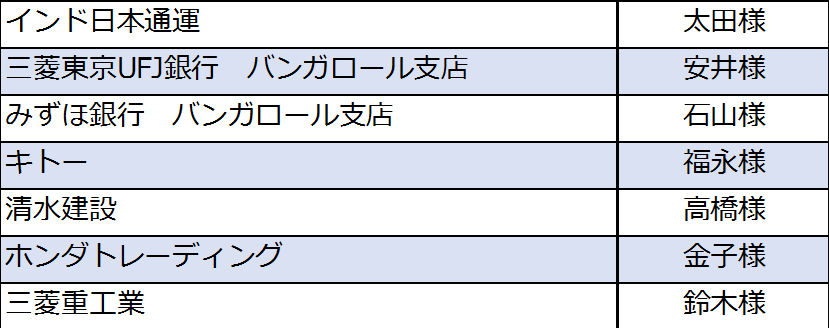 インド日本通運 太田様
三菱東京UFJ銀行　バンガロール支店 安井様
みずほ銀行　バンガロール支店 石山様
キトー 福永様
清水建設 高橋様
ホンダトレーディング 金子様
三菱重工業 鈴木様